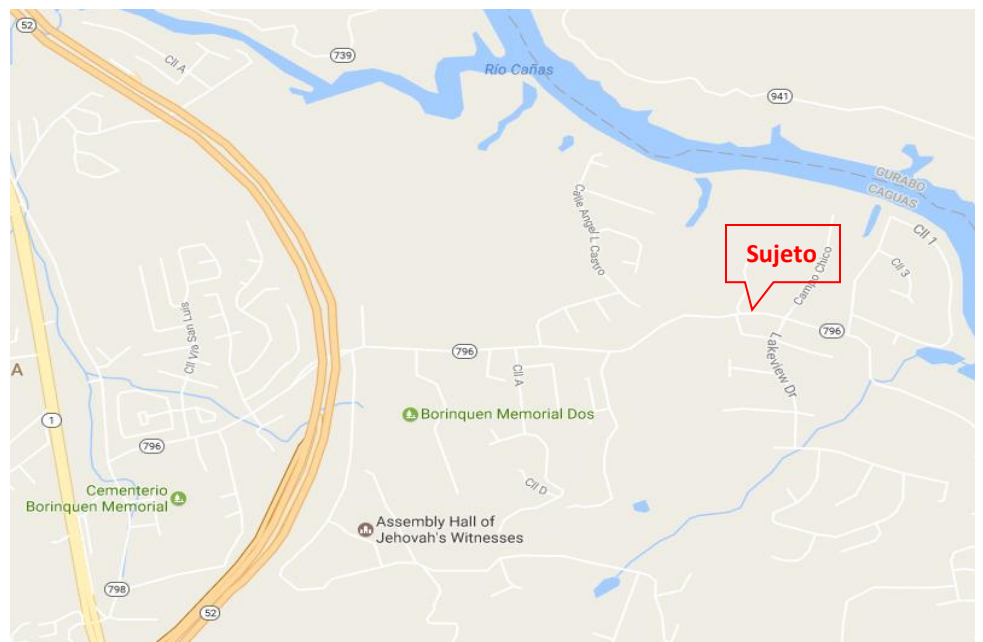 52
Cll A
739
Río Cañas
941
GURABO
CAGUAS
Calle Angel L Castro
Cll 1
Sujeto
Campo Chico
Cll 3
Cll Vía San Luis
796
796
Lakeview Dr
A
Cll A
1
Borinquen Memorial Dos
796
Cll D
Cementerio
Borinquen Memorial
Assembly Hall of
Jehovah's Witnesses
798
52